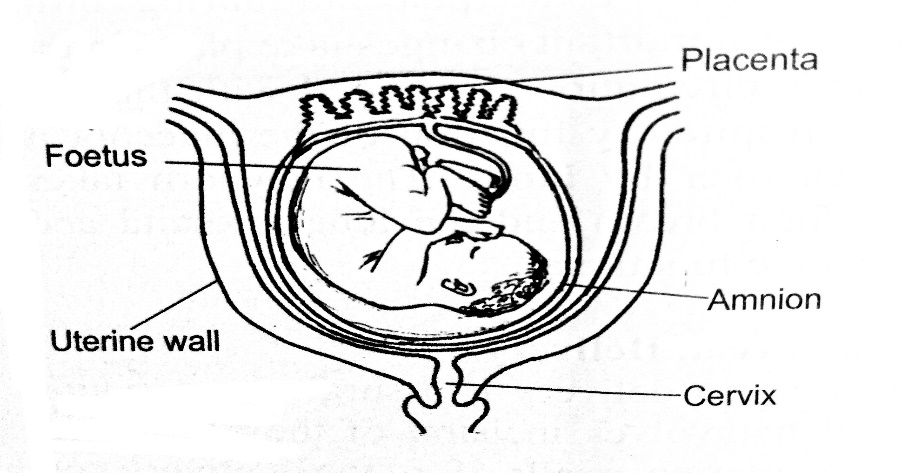 Placenta
Foetus
Amnion
Uterine wall
Cervix